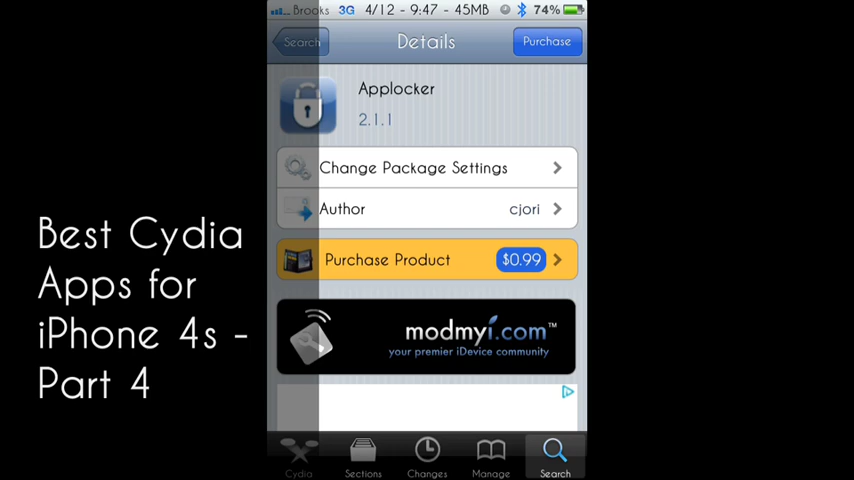 Brooks 3G 4/12 - 9:47 - 45MB 74%
Search Details Purchase
Applocker
2.1.1
Change Package Settings
Author cjori
Purchase Product $0.99
modmyi.com™
your premier iDevice community
Best Cydia
Apps for
iPhone 4s -
Part 4
Cydia Sections Changes Manage Search